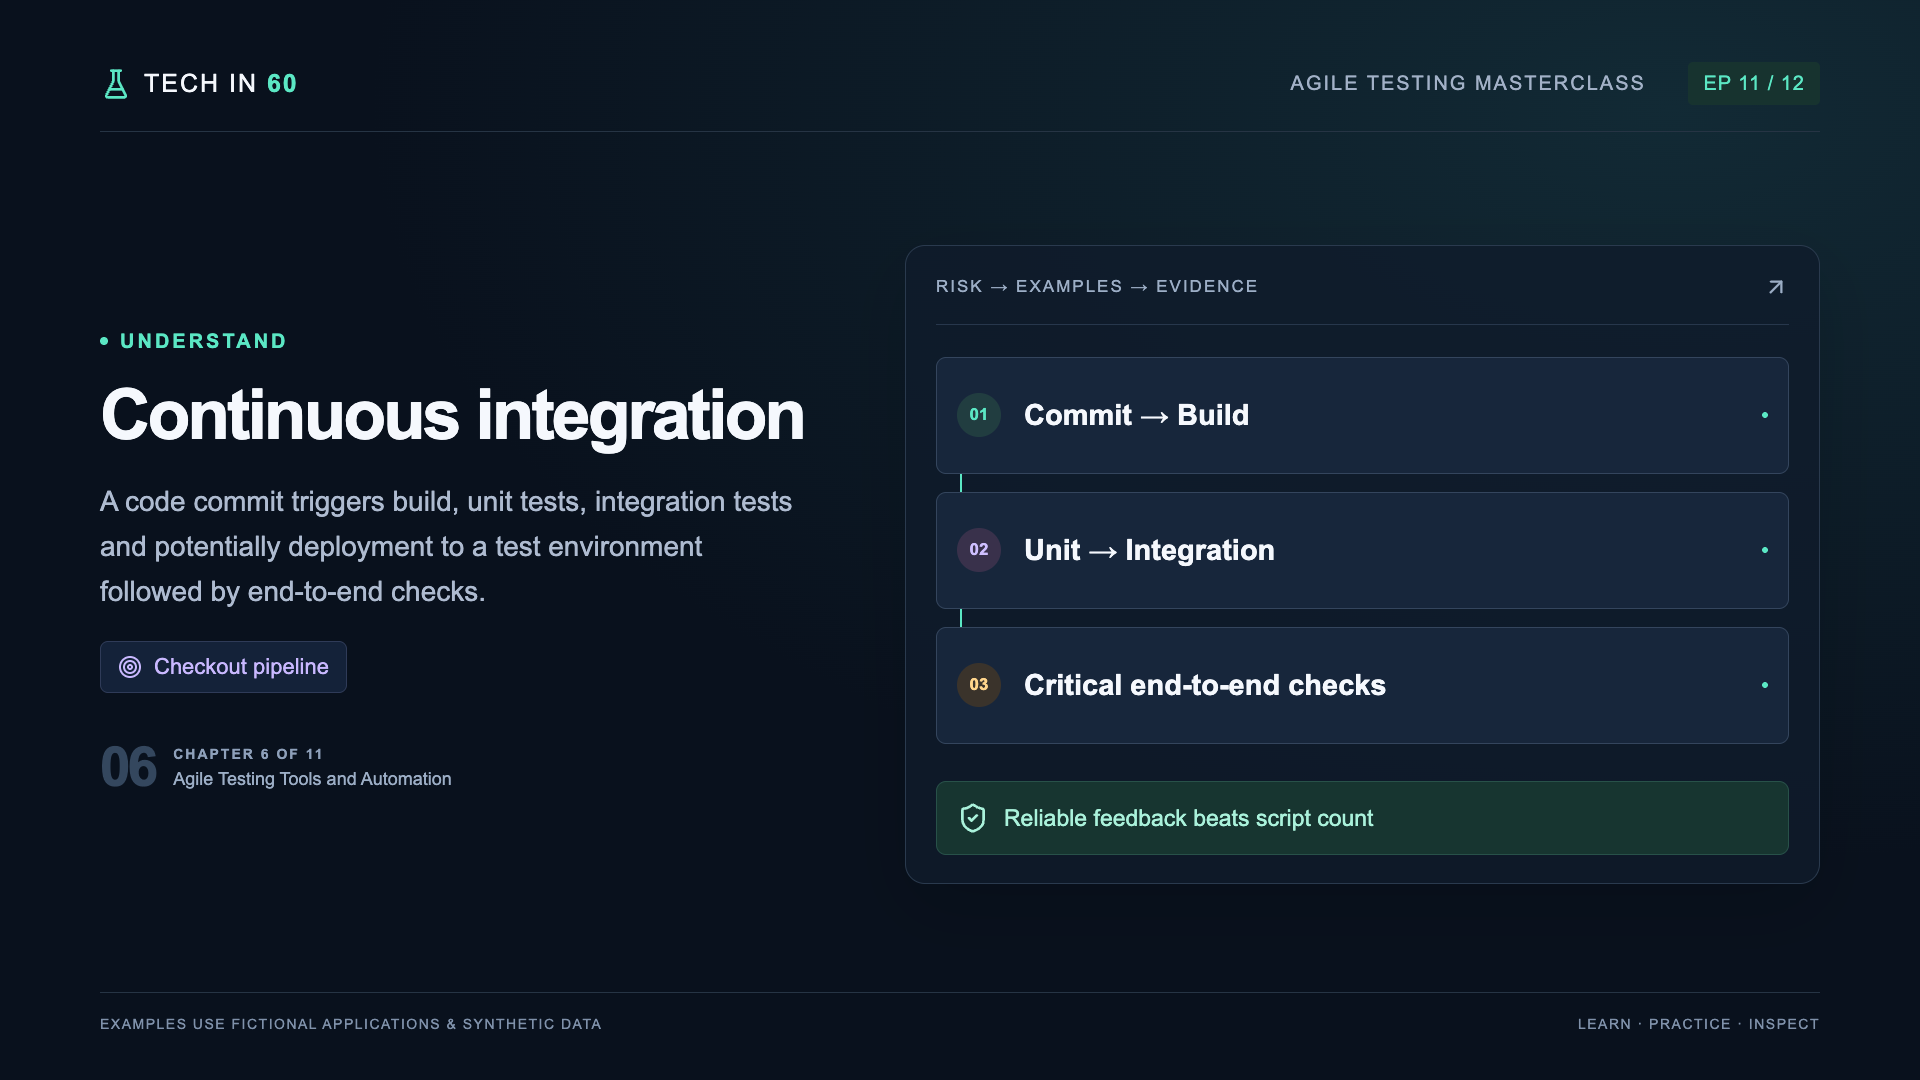 TECH IN 60
AGILE TESTING MASTERCLASS
EP 11 / 12
UNDERSTAND
Continuous integration
A code commit triggers build, unit tests, integration tests
and potentially deployment to a test environment
followed by end-to-end checks.
Checkout pipeline
06
CHAPTER 6 OF 11
Agile Testing Tools and Automation
RISK → EXAMPLES → EVIDENCE
01
Commit → Build
02
Unit → Integration
03
Critical end-to-end checks
Reliable feedback beats script count
EXAMPLES USE FICTIONAL APPLICATIONS & SYNTHETIC DATA
LEARN · PRACTICE · INSPECT